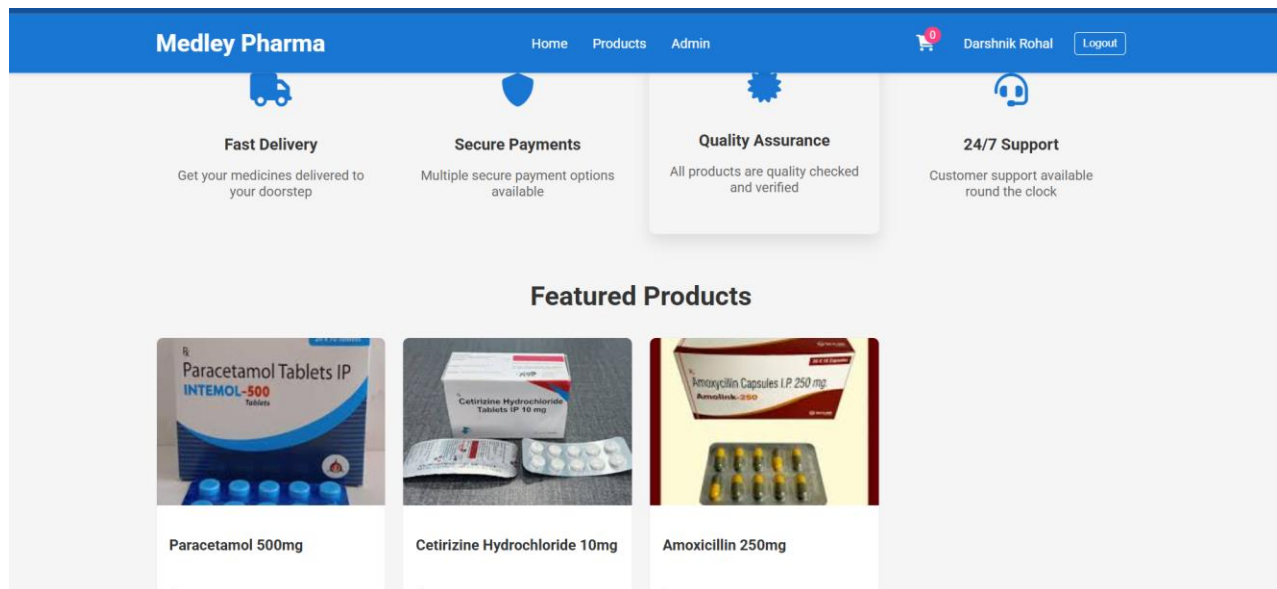 Medley Pharma
Home Products Admin
0
Darshnik Rohal
Logout
Fast Delivery
Get your medicines delivered to
your doorstep
Secure Payments
Multiple secure payment options
available
Quality Assurance
All products are quality checked
and verified
24/7 Support
Customer support available
round the clock
Featured Products
Paracetamol Tablets IP
INTEMOL-500
Tablets
Cetirizine Hydrochloride
Tablets IP 10 mg
Amoxycillin Capsules I.P. 250 mg.
Amolink-250
Paracetamol 500mg
Cetirizine Hydrochloride 10mg
Amoxicillin 250mg